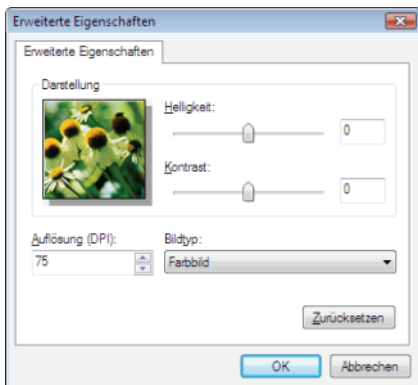 Erweiterte Eigenschaften
Erweiterte Eigenschaften
Darstellung
Helligkeit:
0
Kontrast:
0
Auflösung (DPI):
75
Bildtyp:
Farbbild
Zurücksetzen
OK
Abbrechen